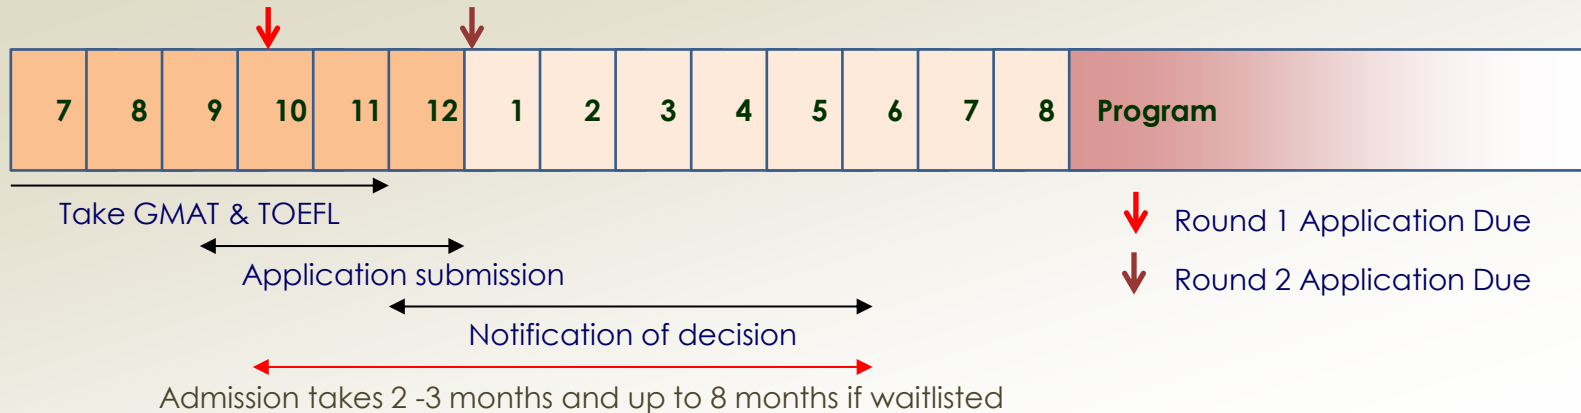 7 8 9 10 11 12 1 2 3 4 5 6 7 8 Program
Take GMAT & TOEFL
Round 1 Application Due
Application submission
Round 2 Application Due
Notification of decision
Admission takes 2 -3 months and up to 8 months if waitlisted